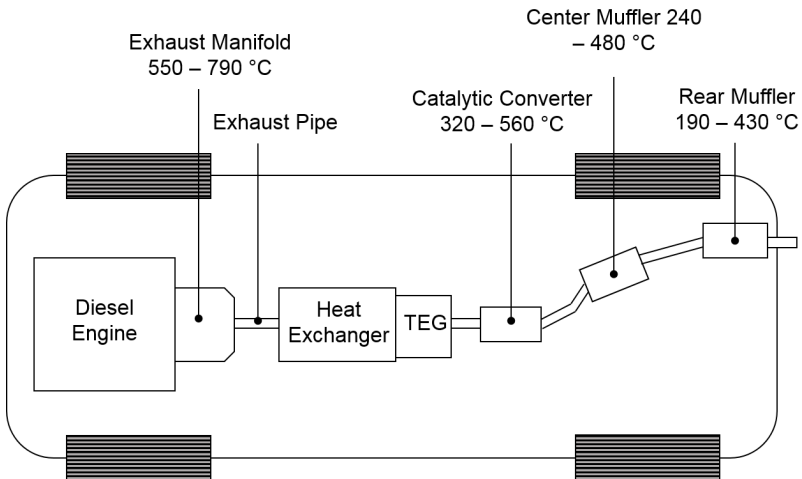 Center Muffler 240
– 480 °C
Exhaust Manifold
550 – 790 °C
Catalytic Converter
320 – 560 °C
Rear Muffler
190 – 430 °C
Exhaust Pipe
Diesel
Engine
Heat
Exchanger
TEG